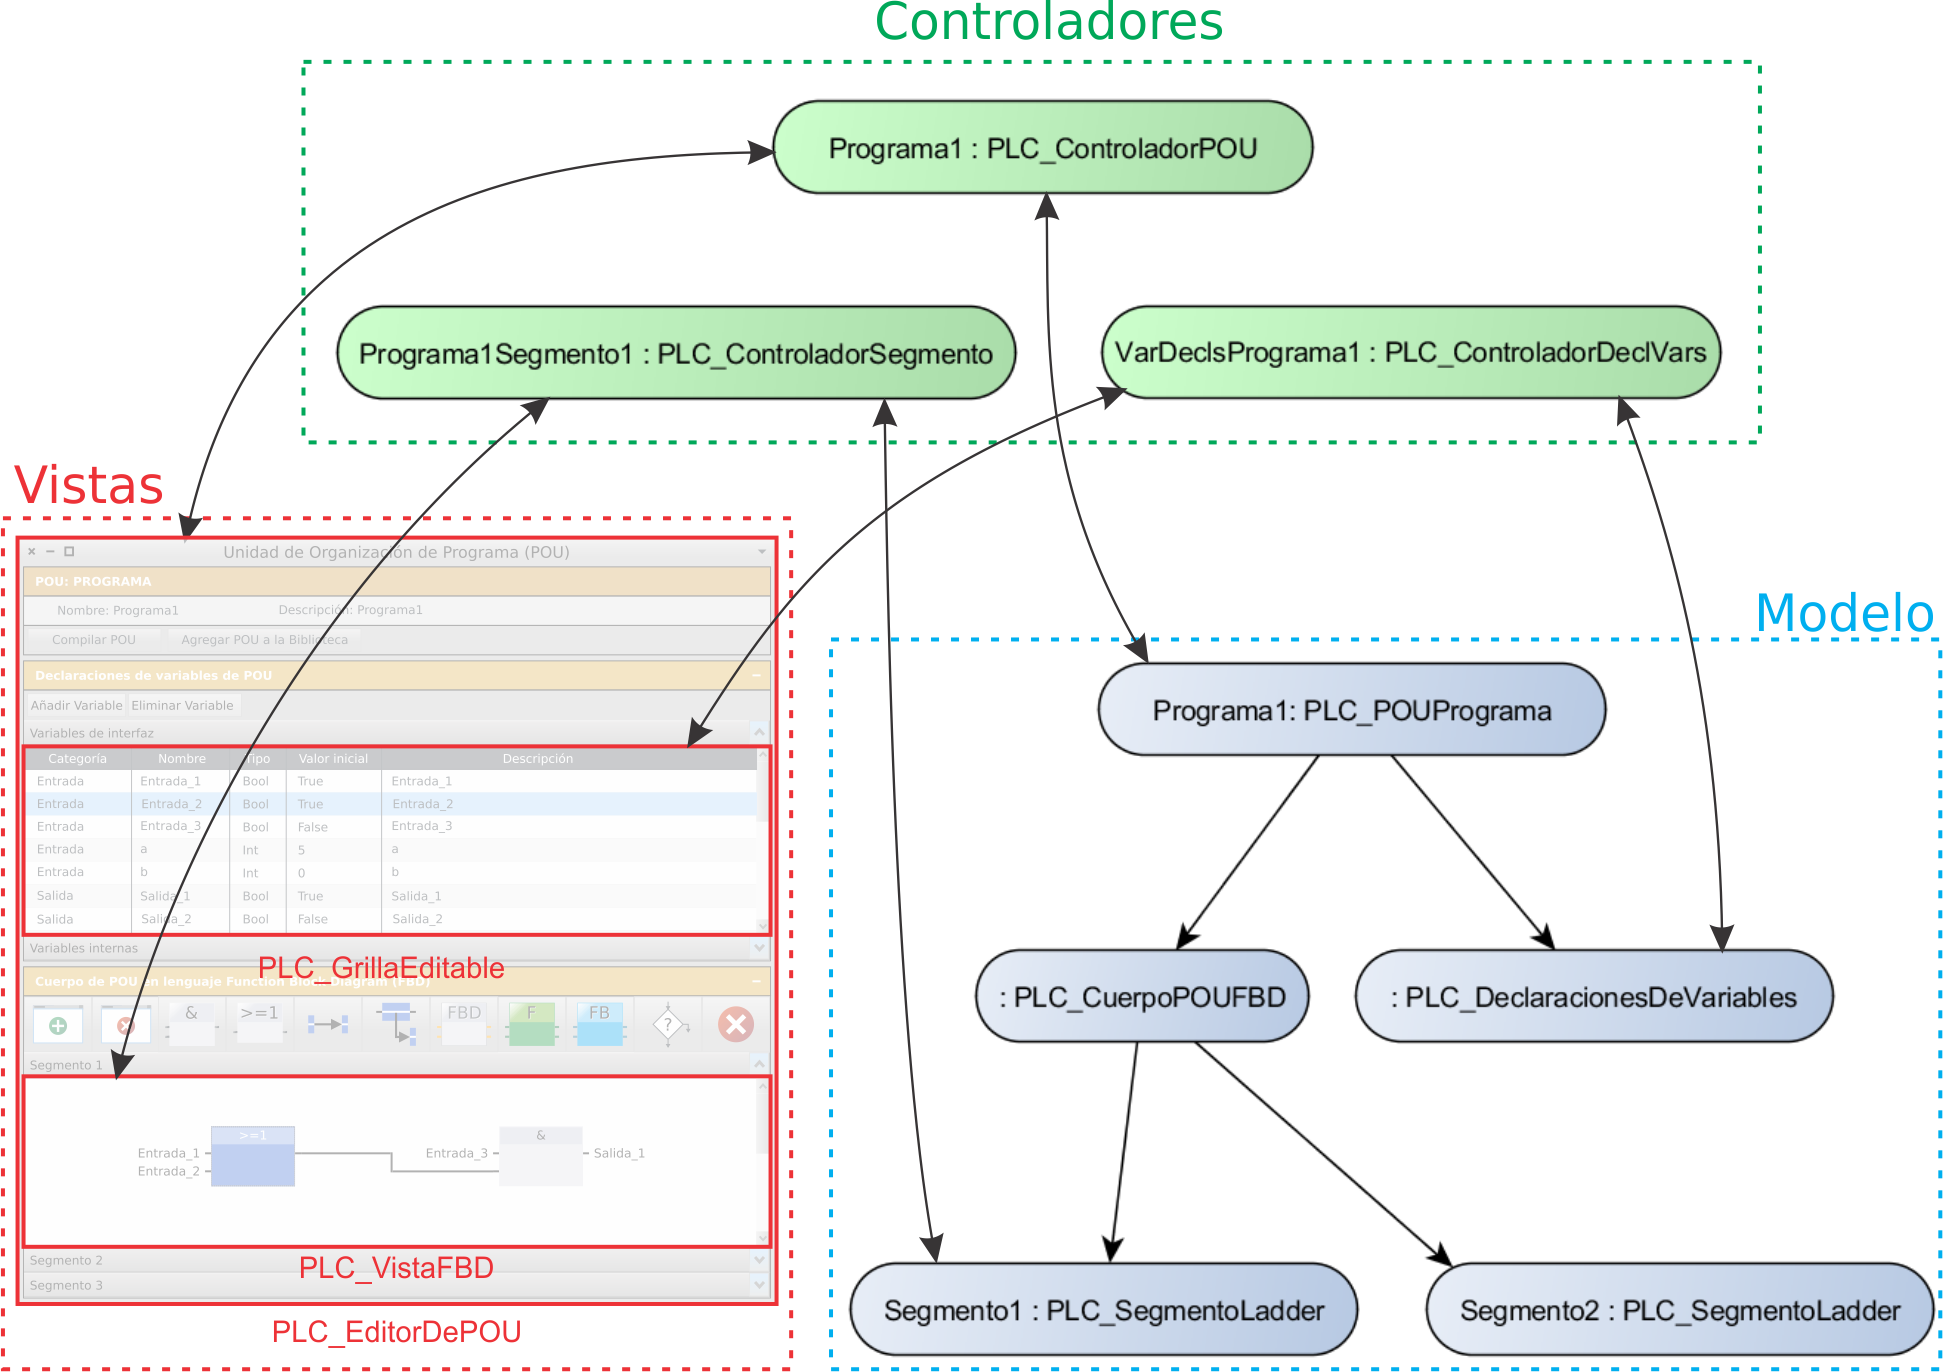 Controladores
Programa1 : PLC_ControladorPOU
Programa1Segmento1 : PLC_ControladorSegmento
VarDeclsPrograma1 : PLC_ControladorDeclVars
Vistas
Unidad de Organización de Programa (POU)
POU: PROGRAMA
Nombre: Programa1 Descripción: Programa1
Compilar POU Agregar POU a la Biblioteca
Declaraciones de variables de POU
Añadir Variable Eliminar Variable
Variables de interfaz
Categoría Nombre Tipo Valor inicial Descripción
Entrada Entrada_1 Bool True Entrada_1
Entrada Entrada_2 Bool True Entrada_2
Entrada Entrada_3 Bool False Entrada_3
Entrada a Int 5 a
Entrada b Int 0 b
Salida Salida_1 Bool True Salida_1
Salida Salida_2 Bool False Salida_2
Variables internas
PLC_GrillaEditable
Cuerpo de POU en lenguaje Function Block Diagram (FBD)
& >=1 FBD F FB ?
Segmento 1
>=1 &
Entrada_1 Entrada_3 Salida_1
Entrada_2
Segmento 2
PLC_VistaFBD
Segmento 3
PLC_EditorDePOU
Modelo
Programa1: PLC_POUPrograma
: PLC_CuerpoPOUFBD
: PLC_DeclaracionesDeVariables
Segmento1 : PLC_SegmentoLadder
Segmento2 : PLC_SegmentoLadder